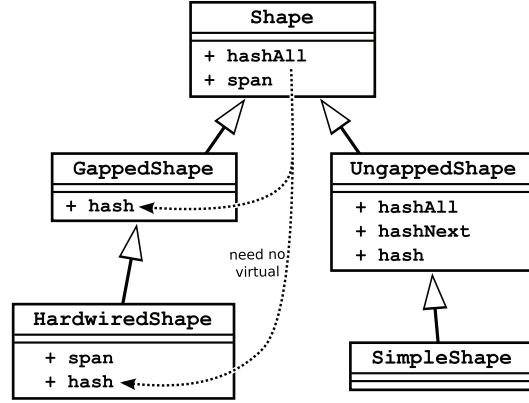 Shape
+ hashAll
+ span
GappedShape
+ hash
UngappedShape
+ hashAll
+ hashNext
+ hash
need no
virtual
HardwiredShape
+ span
+ hash
SimpleShape